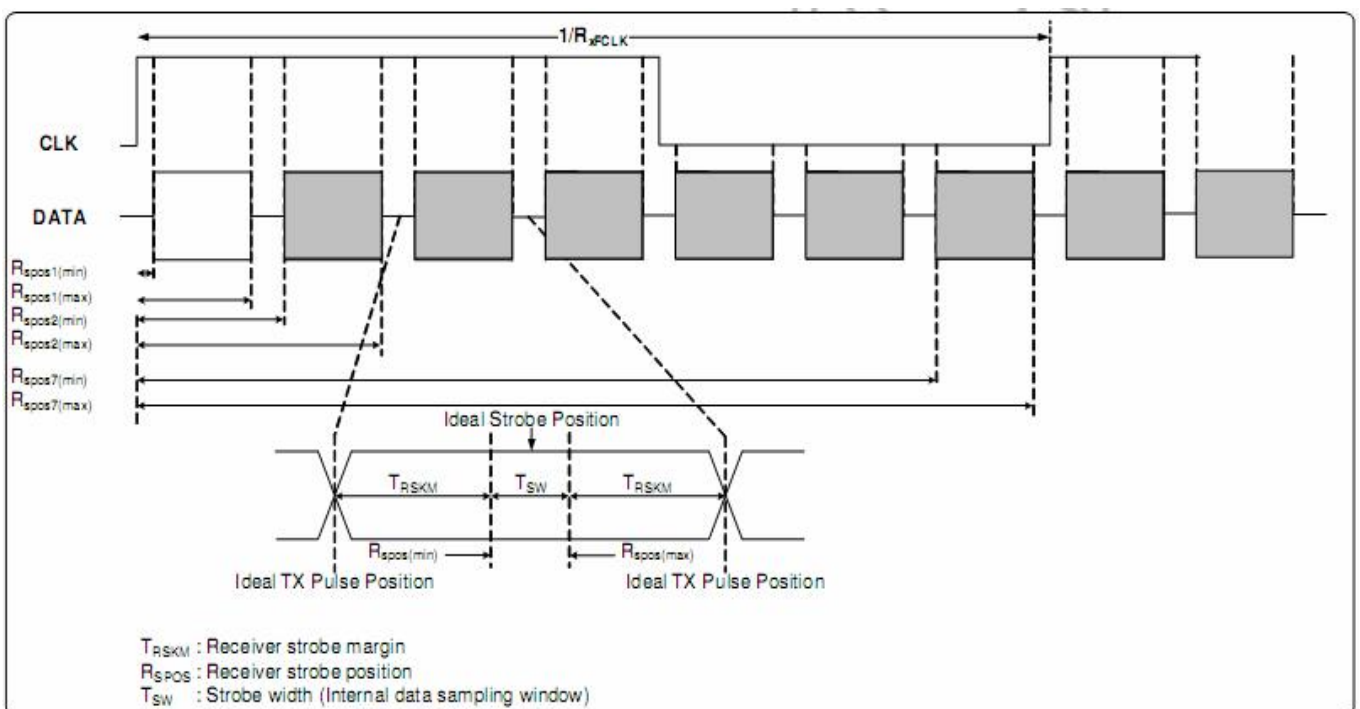 1/RxFCLK
CLK
DATA
Rspos1(min)
Rspos1(max)
Rspos2(min)
Rspos2(max)
Rspos7(min)
Rspos7(max)
Ideal Strobe Position
TRSKM TSW TRSKM
Rspos(min) Rspos(max)
Ideal TX Pulse Position Ideal TX Pulse Position
TRSKM : Receiver strobe margin
RSPOS : Receiver strobe position
TSW : Strobe width (Internal data sampling window)